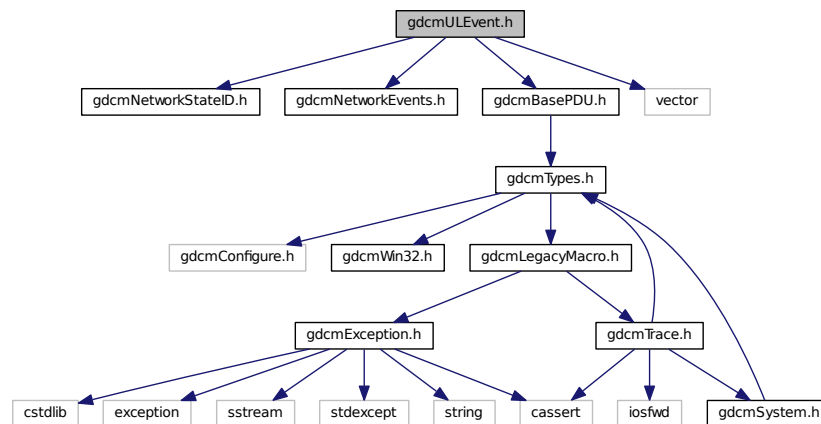 gdcmULEvent.h
gdcmNetworkStateID.h
gdcmNetworkEvents.h
gdcmBasePDU.h
vector
gdcmTypes.h
gdcmConfigure.h
gdcmWin32.h
gdcmLegacyMacro.h
gdcmException.h
gdcmTrace.h
cstdlib
exception
sstream
stdexcept
string
cassert
iosfwd
gdcmSystem.h